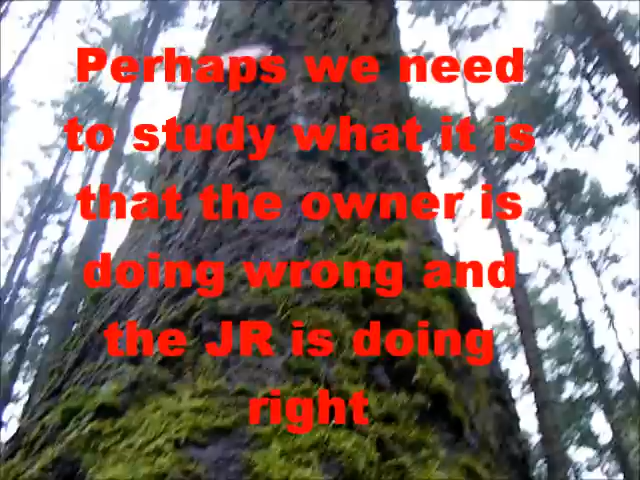 Perhaps we need
to study what it is
that the owner is
doing wrong and
the JR is doing
right